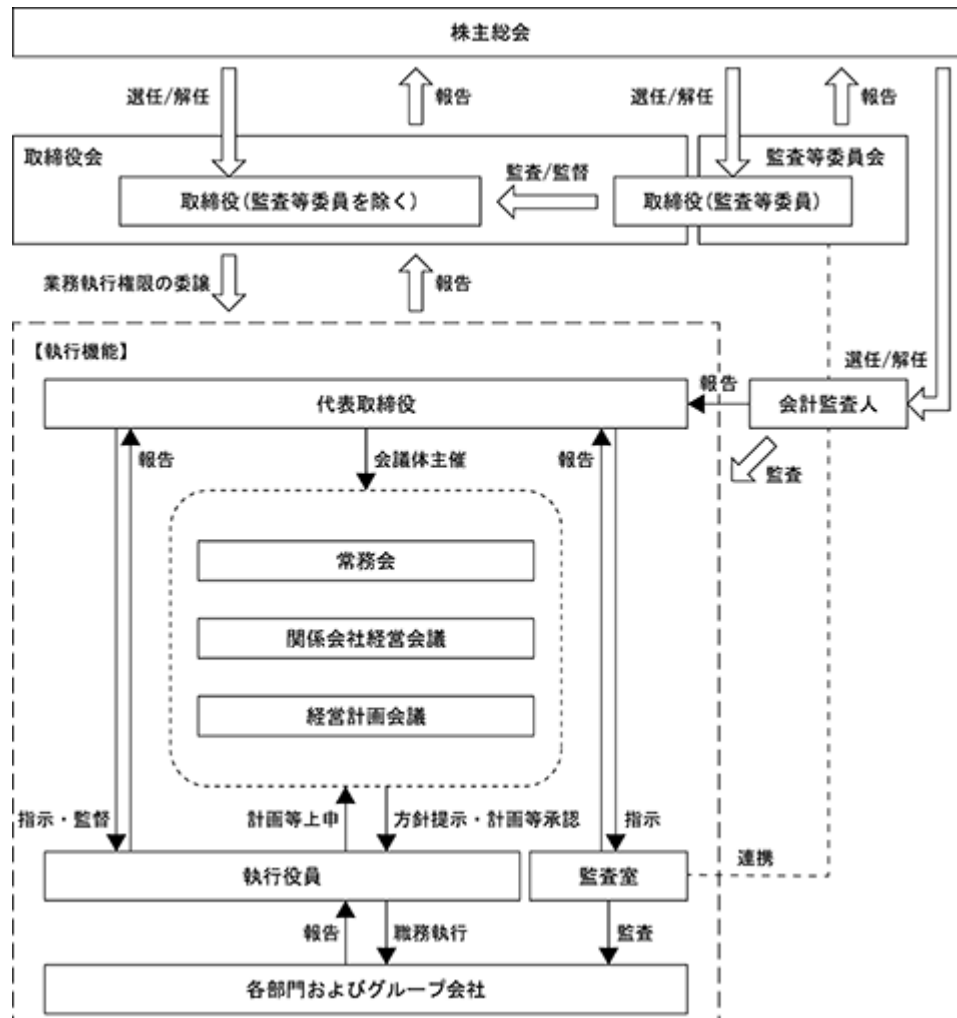 株主総会
選任/解任
報告
選任/解任
報告
取締役会
監査等委員会
監査/監督
取締役(監査等委員を除く)
取締役(監査等委員)
業務執行権限の委譲
報告
【執行機能】
選任/解任
代表取締役
報告
会計監査人
報告
会議体主催
報告
監査
常務会
関係会社経営会議
経営計画会議
指示・監督
計画等上申
方針提示・計画等承認
指示
連携
執行役員
監査室
報告
職務執行
監査
各部門およびグループ会社